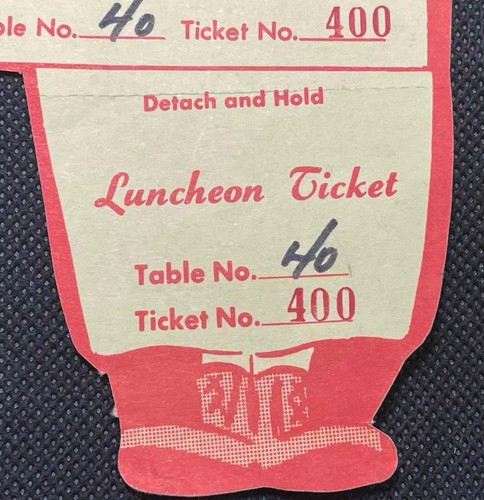 ble No. 40 Ticket No. 400
Detach and Hold
Luncheon Ticket
Table No. 40
Ticket No. 400